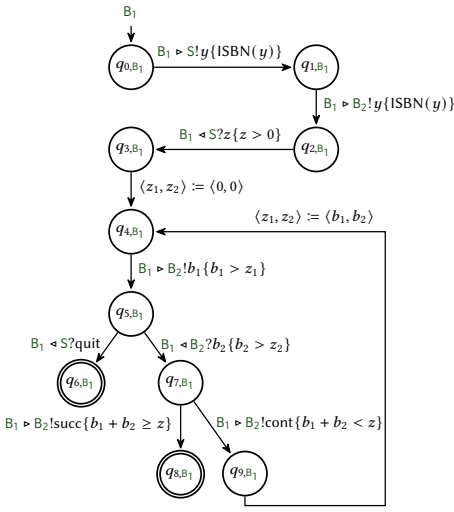 B₁
B₁ ▹ S!y{ISBN(y)}
q₀,B₁ q₁,B₁
B₁ ▹ B₂!y{ISBN(y)}
B₁ ◃ S?z{z > 0}
q₃,B₁ q₂,B₁
⟨z₁, z₂⟩ := ⟨0, 0⟩
⟨z₁, z₂⟩ := ⟨b₁, b₂⟩
q₄,B₁
B₁ ▹ B₂!b₁{b₁ > z₁}
q₅,B₁
B₁ ◃ S?quit B₁ ◃ B₂?b₂{b₂ > z₂}
q₆,B₁ q₇,B₁
B₁ ▹ B₂!succ{b₁ + b₂ ≥ z} B₁ ▹ B₂!cont{b₁ + b₂ < z}
q₈,B₁ q₉,B₁